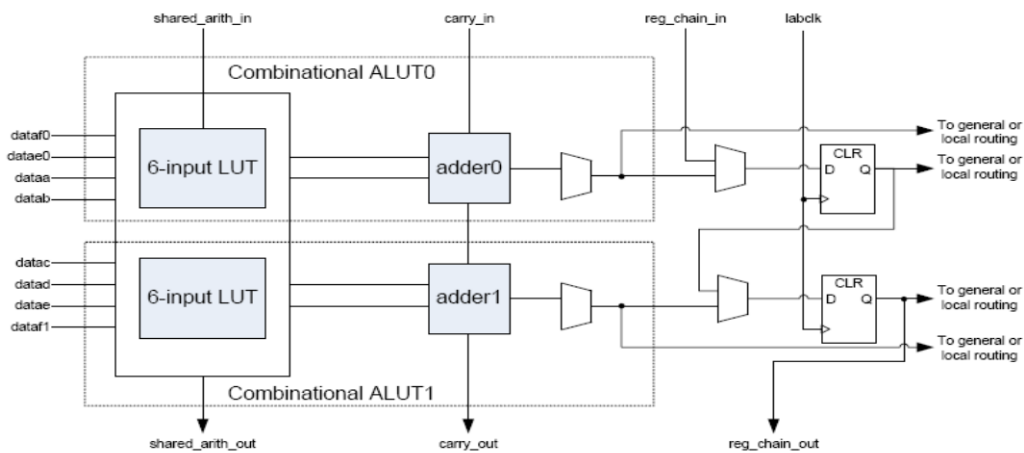 shared_arith_in
carry_in
reg_chain_in
labclk
Combinational ALUT0
dataf0
datae0
dataa
datab
6-input LUT
adder0
CLR
D Q
To general or
local routing
To general or
local routing
datac
datad
datae
dataf1
6-input LUT
adder1
CLR
D Q
To general or
local routing
To general or
local routing
Combinational ALUT1
shared_arith_out
carry_out
reg_chain_out